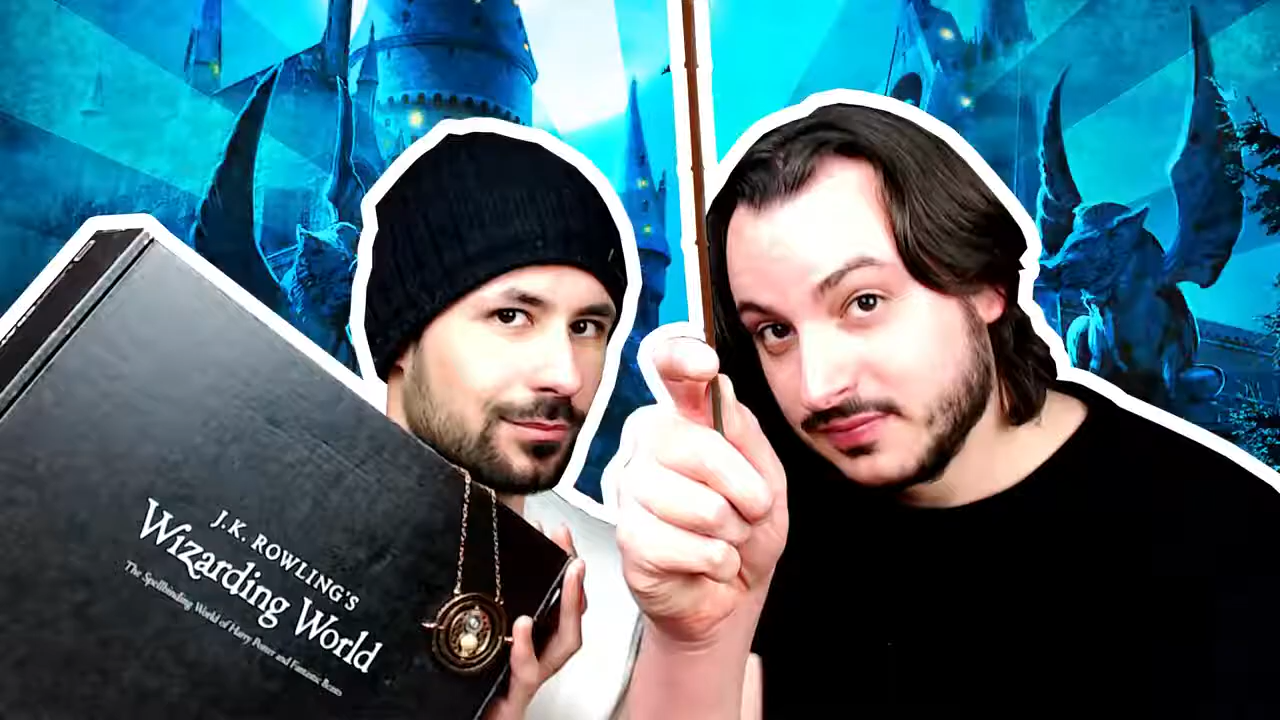 J.K. ROWLING'S
Wizarding World
The Spellbinding World of Harry Potter and Fantastic Beasts